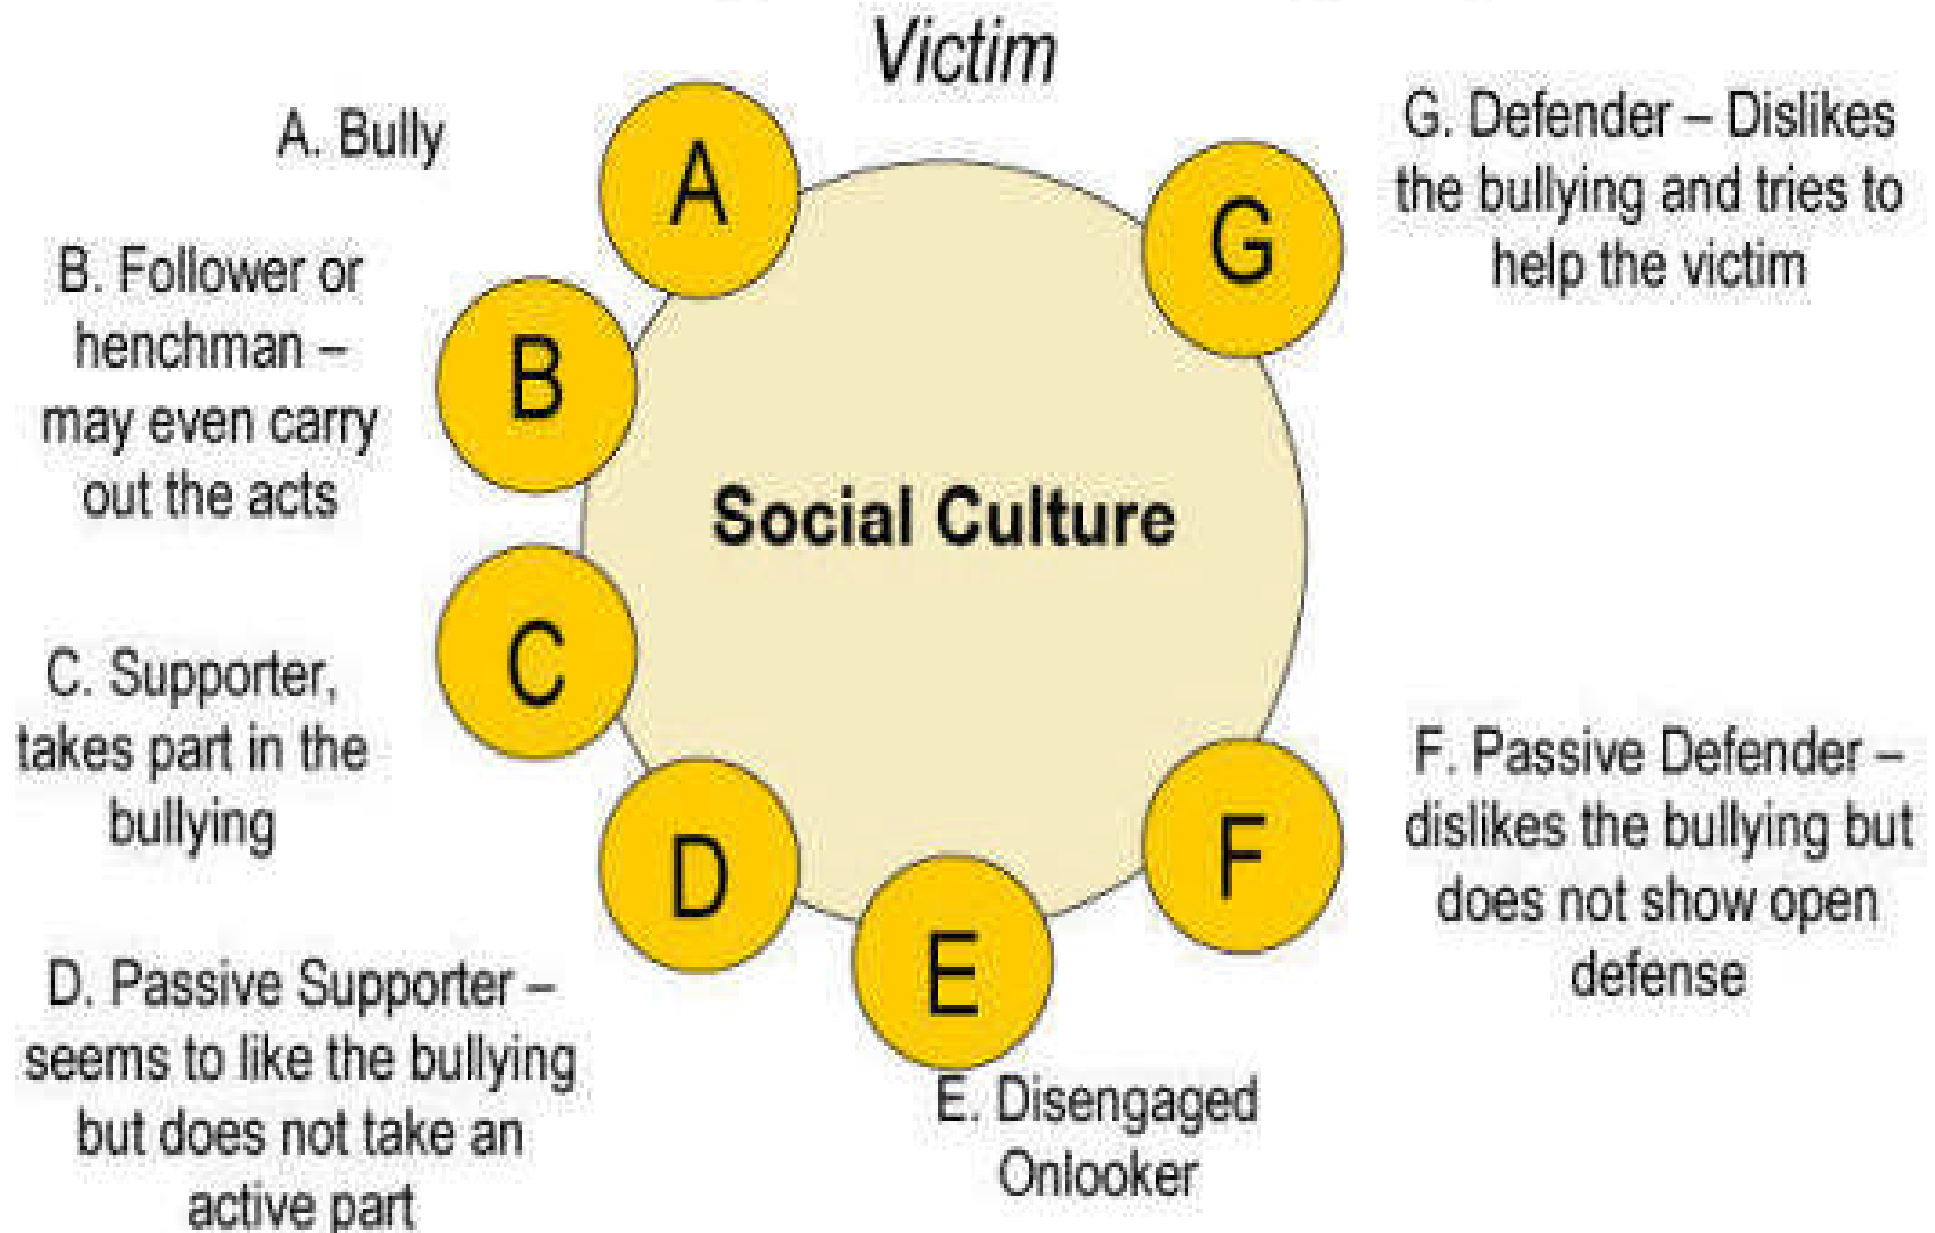 Victim
A. Bully
A
G
G. Defender – Dislikes
the bullying and tries to
help the victim
B. Follower or
henchman –
may even carry
out the acts
B
Social Culture
C
C. Supporter,
takes part in the
bullying
D
D. Passive Supporter –
seems to like the bullying
but does not take an
active part
E
E. Disengaged
Onlooker
F
F. Passive Defender –
dislikes the bullying but
does not show open
defense